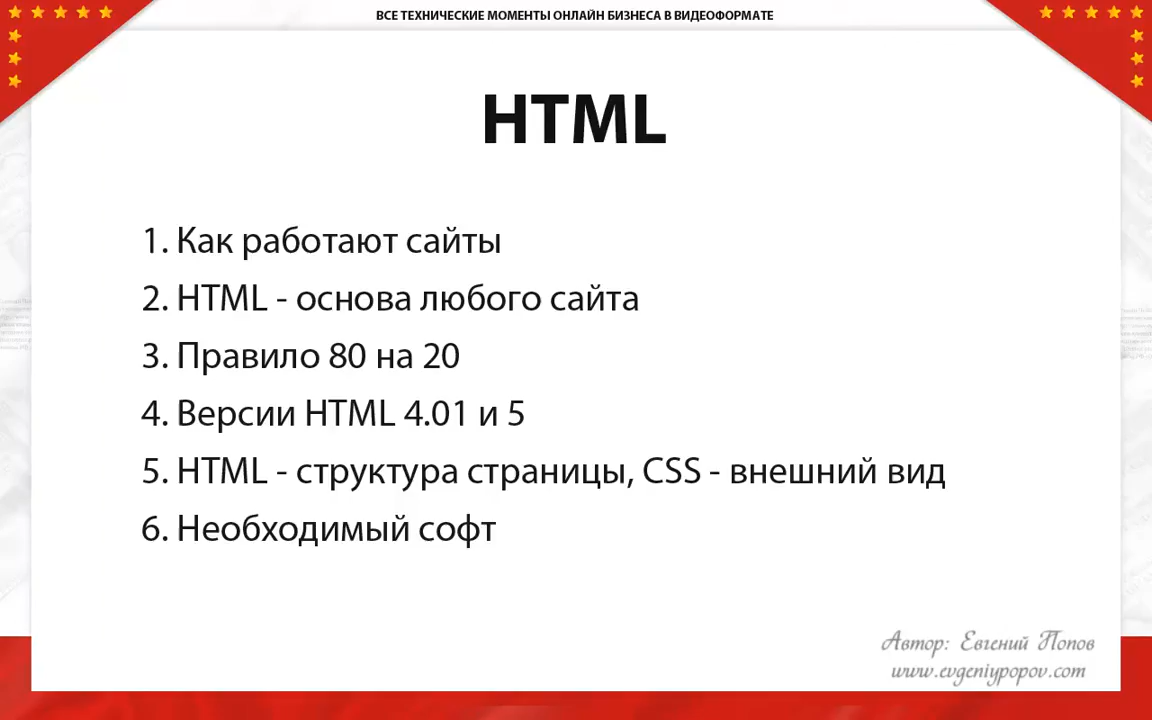 ВСЕ ТЕХНИЧЕСКИЕ МОМЕНТЫ ОНЛАЙН БИЗНЕСА В ВИДЕОФОРМАТЕ
HTML
1. Как работают сайты
2. HTML - основа любого сайта
3. Правило 80 на 20
4. Версии HTML 4.01 и 5
5. HTML - структура страницы, CSS - внешний вид
6. Необходимый софт
Автор: Евгений Попов
www.evgeniypopov.com